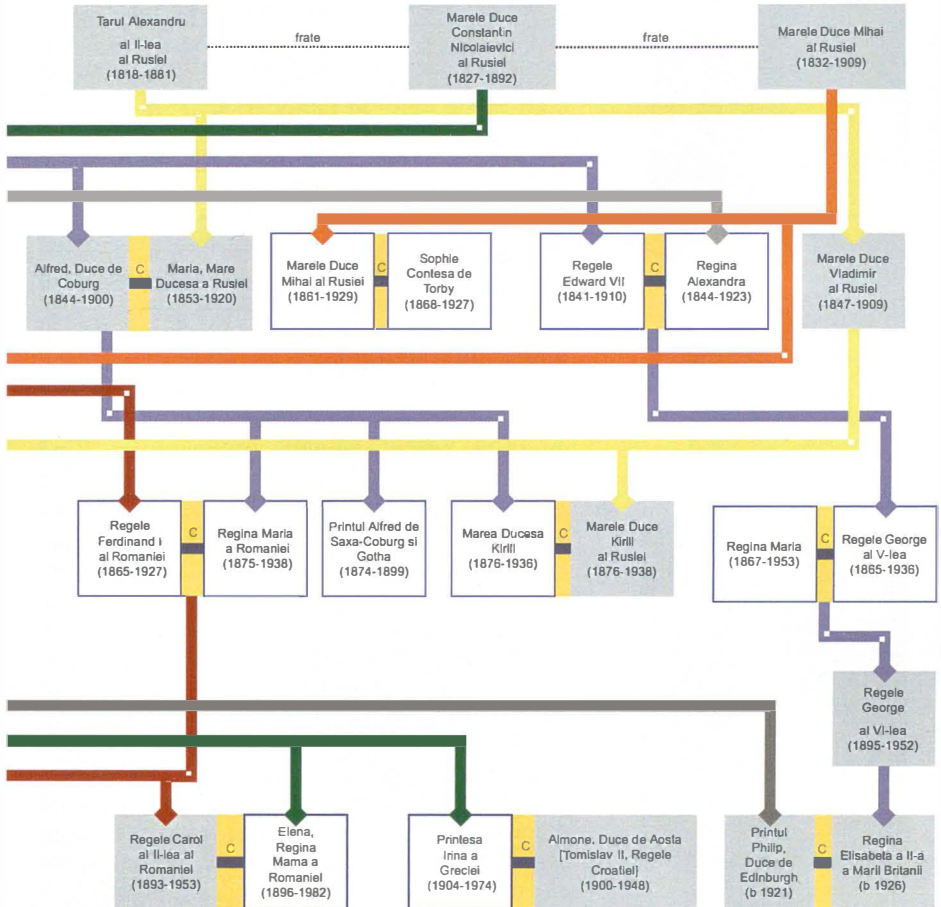 Tarul Alexandru
al II-lea
al Rusiei
(1818-1881)
frate
Marele Duce
Constantin
Nicolaievici
al Rusiei
(1827-1892)
frate
Marele Duce Mihai
al Rusiei
(1832-1909)
Alfred, Duce de
Coburg
(1844-1900)
C
Maria, Mare
Ducesa a Rusiei
(1853-1920)
Marele Duce
Mihai al Rusiei
(1861-1929)
C
Sophie
Contesa de
Torby
(1868-1927)
Regele
Edward VII
(1841-1910)
C
Regina
Alexandra
(1844-1923)
Marele Duce
Vladimir
al Rusiei
(1847-1909)
Regele
Ferdinand I
al Romaniei
(1865-1927)
C
Regina Maria
a Romaniei
(1875-1938)
Printul Alfred de
Saxa-Coburg si
Gotha
(1874-1899)
Marea Ducesa
Kirill
(1876-1936)
C
Marele Duce
Kirill
al Rusiei
(1876-1938)
Regina Maria
(1867-1953)
C
Regele George
al V-lea
(1865-1936)
Regele
George
al VI-lea
(1895-1952)
Regele Carol
al II-lea al
Romaniei
(1893-1953)
C
Elena,
Regina
Mama a
Romaniei
(1896-1982)
Printesa
Irina a
Greciei
(1904-1974)
C
Aimone, Duce de Aosta
[Tomislav II, Regele
Croatiei]
(1900-1948)
Printul
Philip,
Duce de
Edinburgh
(b 1921)
C
Regina
Elisabeta a II-a
a Marii Britanii
(b 1926)